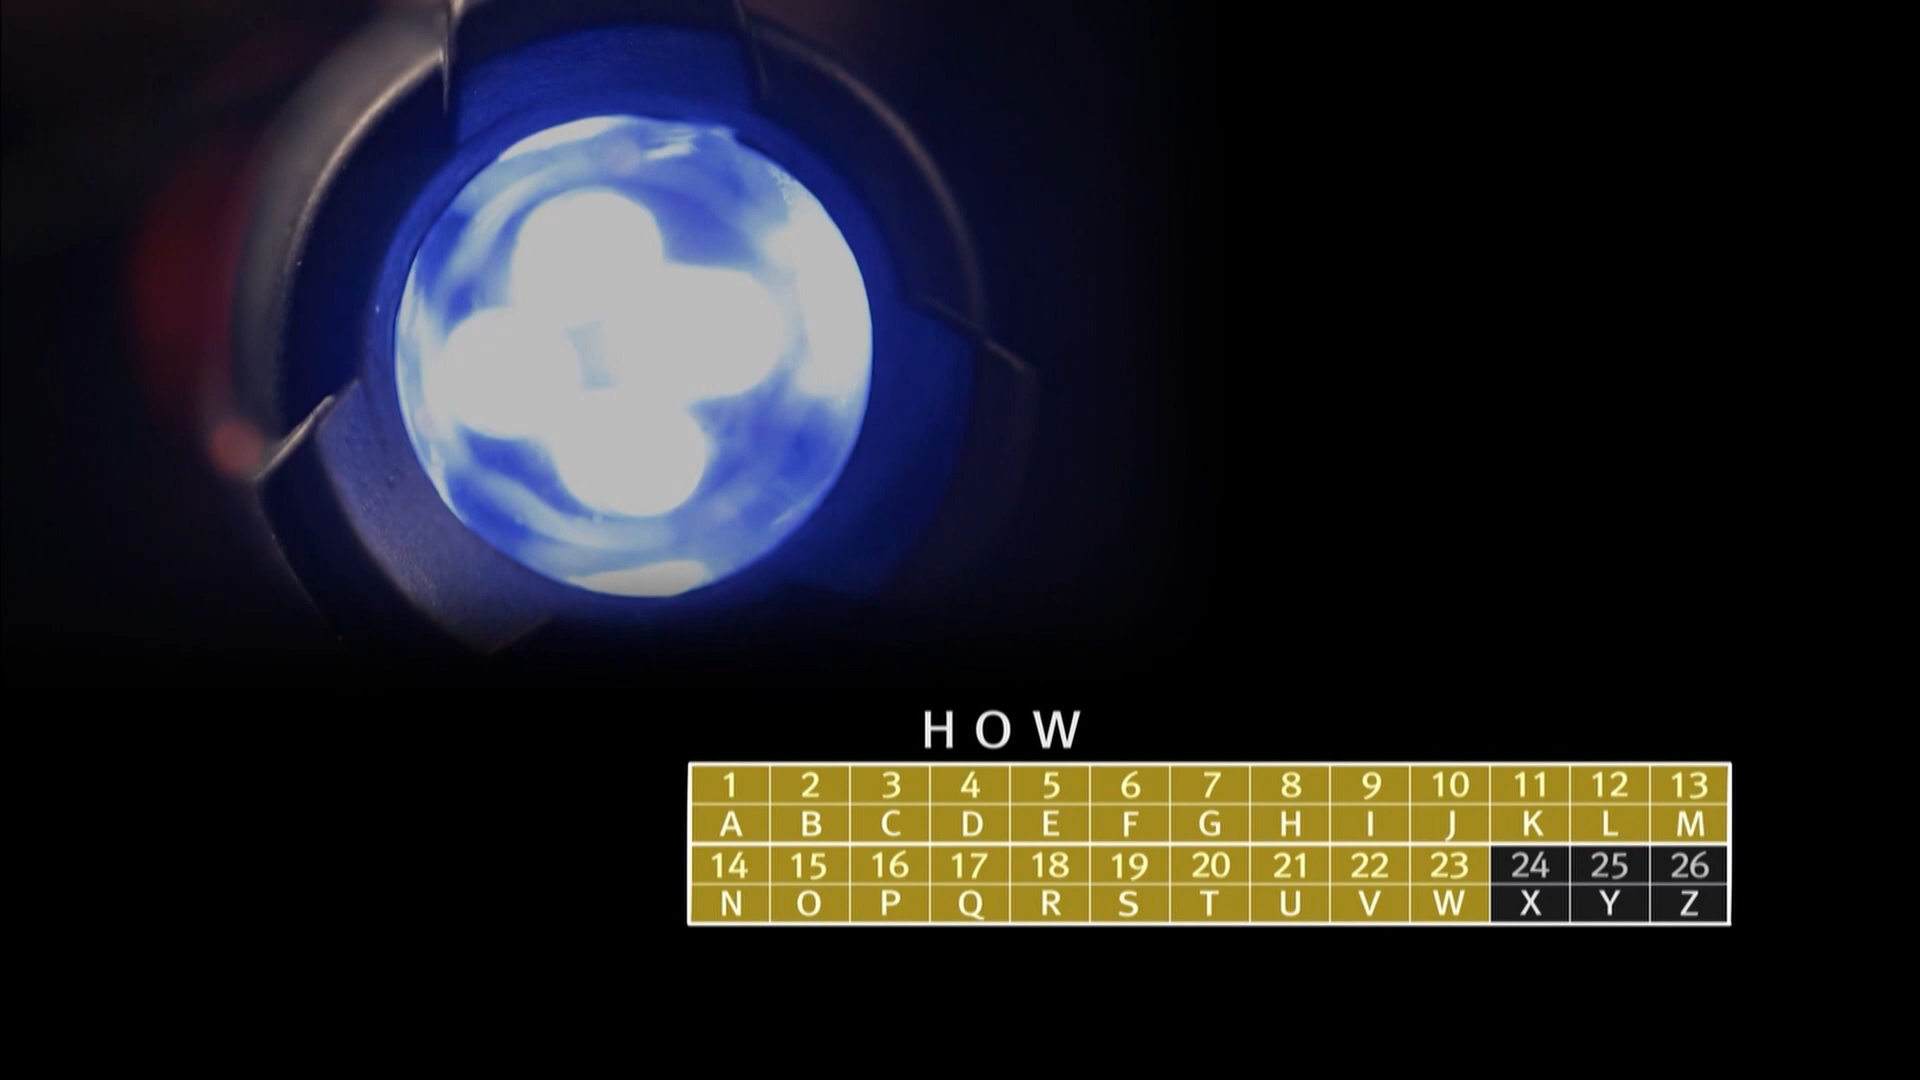 H O W
1 2 3 4 5 6 7 8 9 10 11 12 13
A B C D E F G H I J K L M
14 15 16 17 18 19 20 21 22 23 24 25 26
N O P Q R S T U V W X Y Z